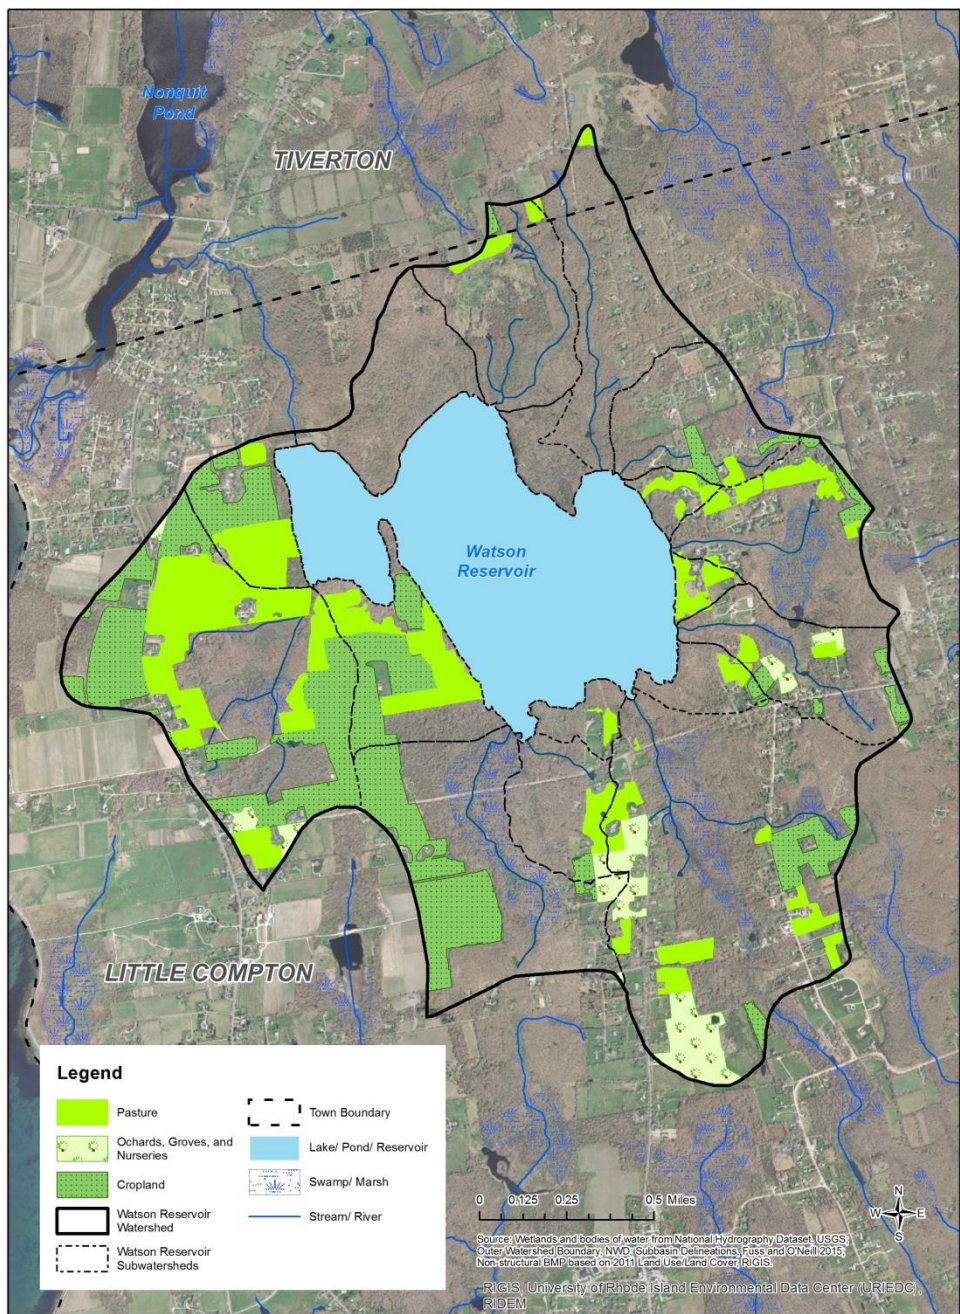 Nonquit
Pond
TIVERTON
Watson
Reservoir
LITTLE COMPTON
Legend
Pasture
Ochards, Groves, and
Nurseries
Cropland
Watson Reservoir
Watershed
Watson Reservoir
Subwatersheds
Town Boundary
Lake/ Pond/ Reservoir
Swamp/ Marsh
Stream/ River
0 0.125 0.25 0.5 Miles
N
W E
S
Source: Wetlands and bodies of water from National Hydrography Dataset, USGS;
Outer Watershed Boundary, NWD; Subbasin Delineations, Fuss and O'Neill 2015;
Non-structural BMP based on 2011 Land Use/Land Cover, RIGIS.
RIGIS, University of Rhode Island Environmental Data Center (URIEDC),
RIDEM